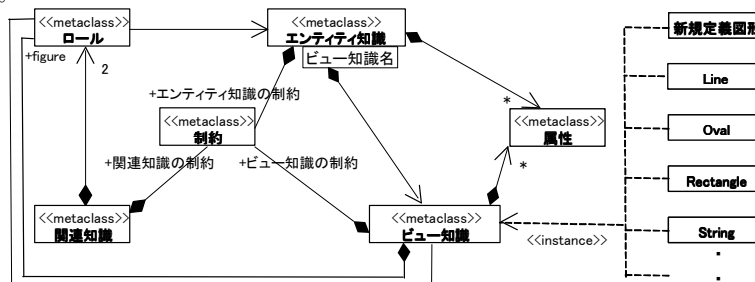 <<metaclass>>
ロール
<<metaclass>>
エンティティ知識
ビュー知識名
新規定義図形
+figure
2
Line
+エンティティ知識の制約
*
<<metaclass>>
制約
<<metaclass>>
属性
Oval
+関連知識の制約
+ビュー知識の制約
*
Rectangle
<<metaclass>>
関連知識
<<metaclass>>
ビュー知識
<<instance>>
String
・
・